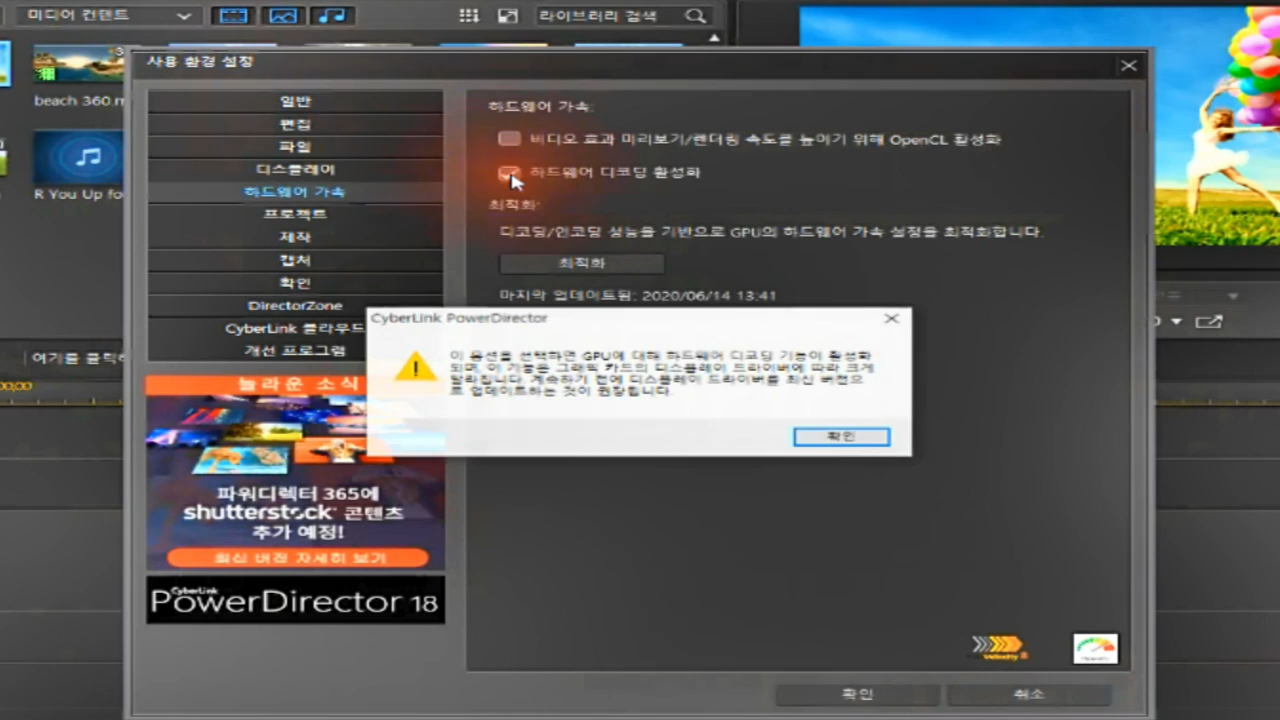 미디어 컨텐트
라이브러리 검색
beach 360.m
R You Up fo
여기를 클릭하
사용 환경 설정
일반
편집
파일
디스플레이
하드웨어 가속
프로젝트
제작
캡처
확인
DirectorZone
CyberLink 클라우드
개선 프로그램
하드웨어 가속:
비디오 효과 미리보기/렌더링 속도를 높이기 위해 OpenCL 활성화
하드웨어 디코딩 활성화
최적화:
디코딩/인코딩 성능을 기반으로 GPU의 하드웨어 가속 설정을 최적화합니다.
최적화
마지막 업데이트됨: 2020/06/14 13:41
CyberLink PowerDirector
이 옵션을 선택하면 GPU에 대해 하드웨어 디코딩 기능이 활성화
되며, 이 기능은 그래픽 카드의 디스플레이 드라이버에 따라 크게
달라집니다. 계속하기 전에 디스플레이 드라이버를 최신 버전으
로 업데이트하는 것이 권장됩니다.
확인
놀라운 소식
파워디렉터 365에
shutterstock 콘텐츠
추가 예정!
최신 버전 자세히 보기
CyberLink
PowerDirector 18
확인
취소